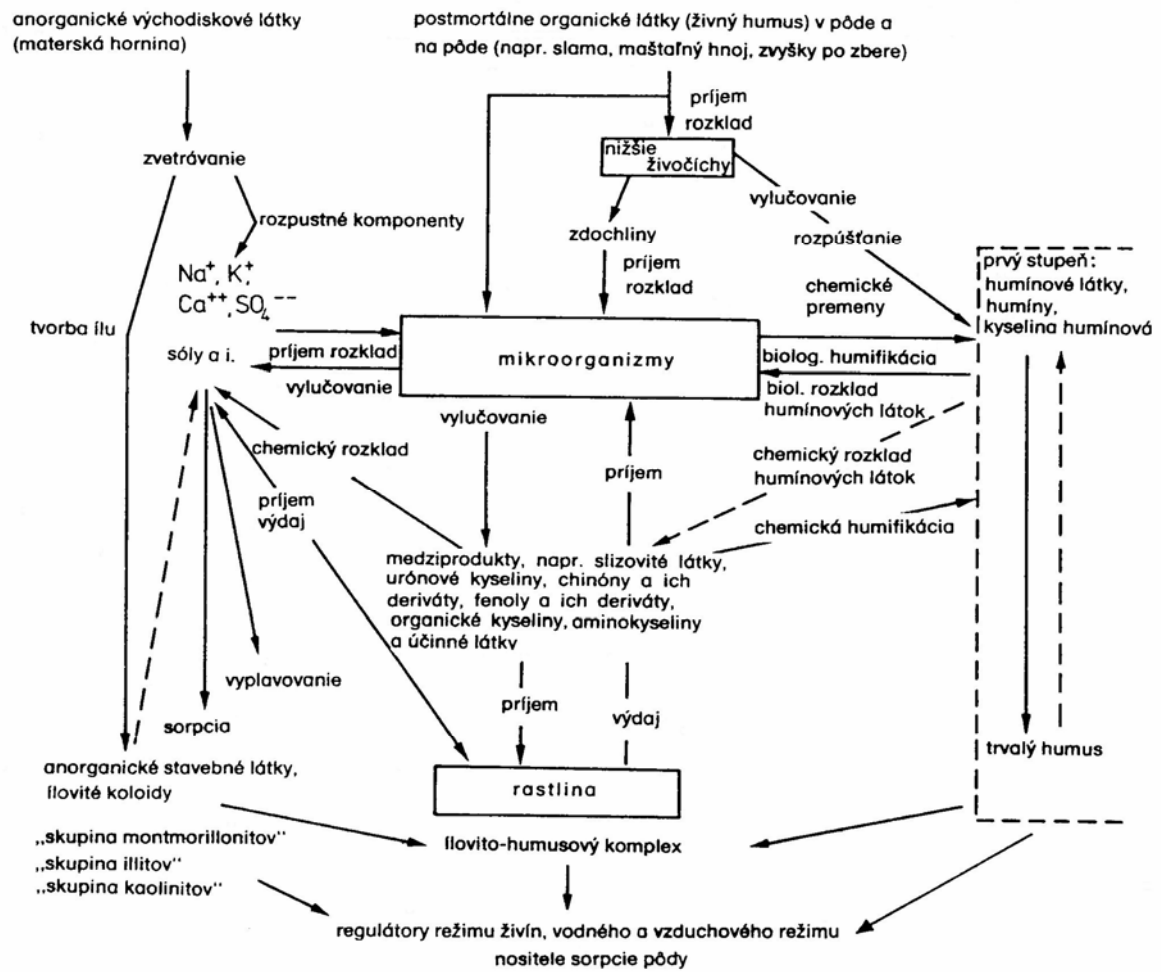 anorganické východiskové látky
(materská hornina)
postmortálne organické látky (živný humus) v pôde a
na pôde (napr. slama, maštaľný hnoj, zvyšky po zbere)
príjem
rozklad
nižšie
živočíchy
zvetrávanie
vylučovanie
rozpustné komponenty
zdochliny
rozpúšťanie
príjem
rozklad
prvý stupeň:
humínové látky,
humíny,
kyselina humínová
Na⁺, K⁺,
Ca⁺⁺, SO₄⁻⁻
chemické
premeny
tvorba ílu
sóly a i.
príjem rozklad
mikroorganizmy
biolog. humifikácia
vylučovanie
biol. rozklad
humínových látok
vylučovanie
chemický rozklad
príjem
chemický rozklad
humínových látok
príjem
výdaj
chemická humifikácia
medziprodukty, napr. slizovité látky,
urónové kyseliny, chinóny a ich
deriváty, fenoly a ich deriváty,
organické kyseliny, aminokyseliny
a účinné látky
vyplavovanie
príjem
výdaj
sorpcia
trvalý humus
anorganické stavebné látky,
ílovité koloidy
rastlina
„skupina montmorillonitov"
„skupina illitov"
„skupina kaolinitov"
ílovito-humusový komplex
regulátory režimu živín, vodného a vzduchového režimu
nositele sorpcie pôdy